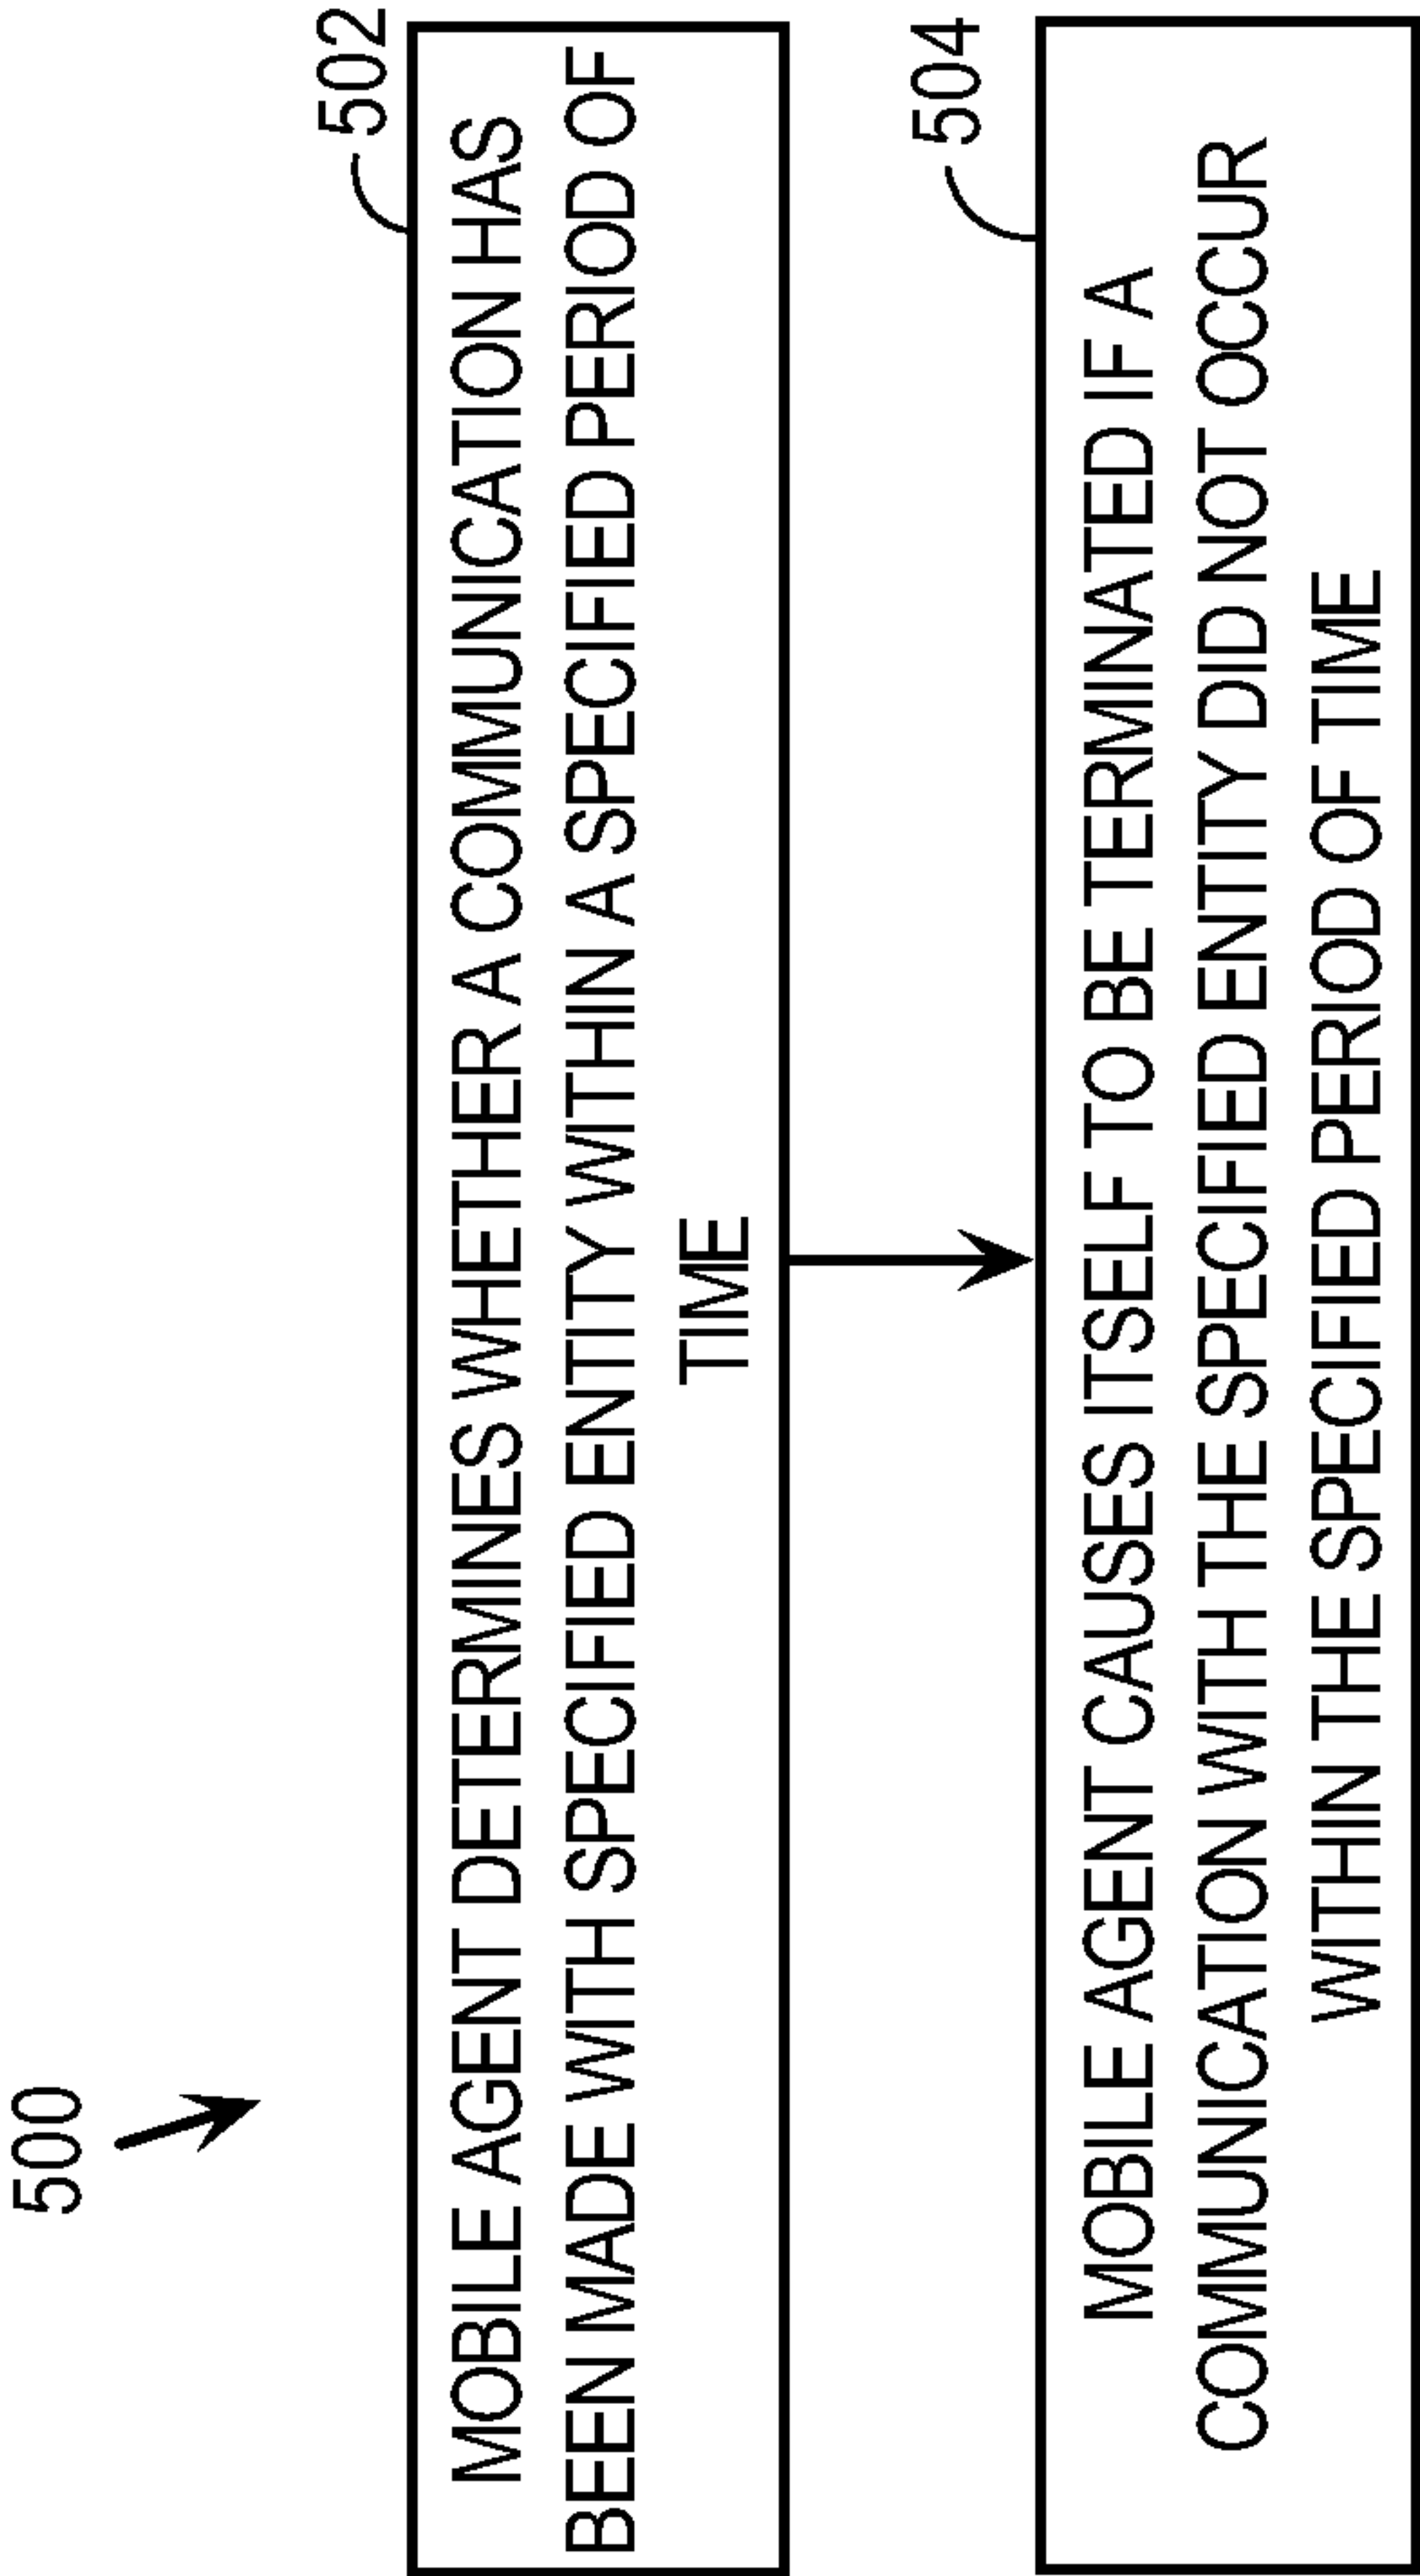 500
502
MOBILE AGENT DETERMINES WHETHER A COMMUNICATION HAS
BEEN MADE WITH SPECIFIED ENTITY WITHIN A SPECIFIED PERIOD OF
TIME
504
MOBILE AGENT CAUSES ITSELF TO BE TERMINATED IF A
COMMUNICATION WITH THE SPECIFIED ENTITY DID NOT OCCUR
WITHIN THE SPECIFIED PERIOD OF TIME